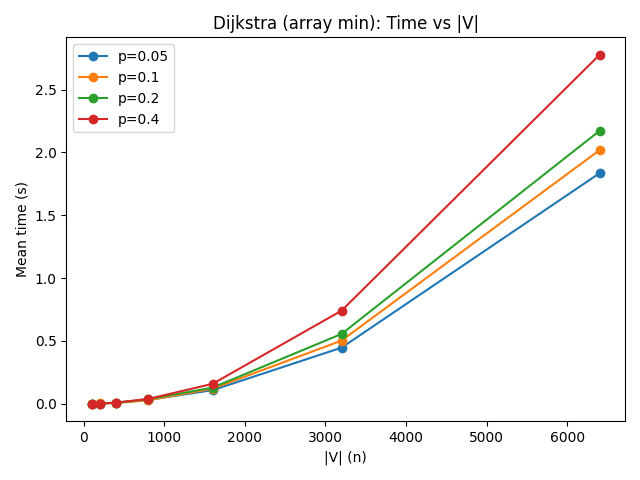 Dijkstra (array min): Time vs |V|
p=0.05
p=0.1
p=0.2
p=0.4
Mean time (s)
2.5
2.0
1.5
1.0
0.5
0.0
0 1000 2000 3000 4000 5000 6000
|V| (n)